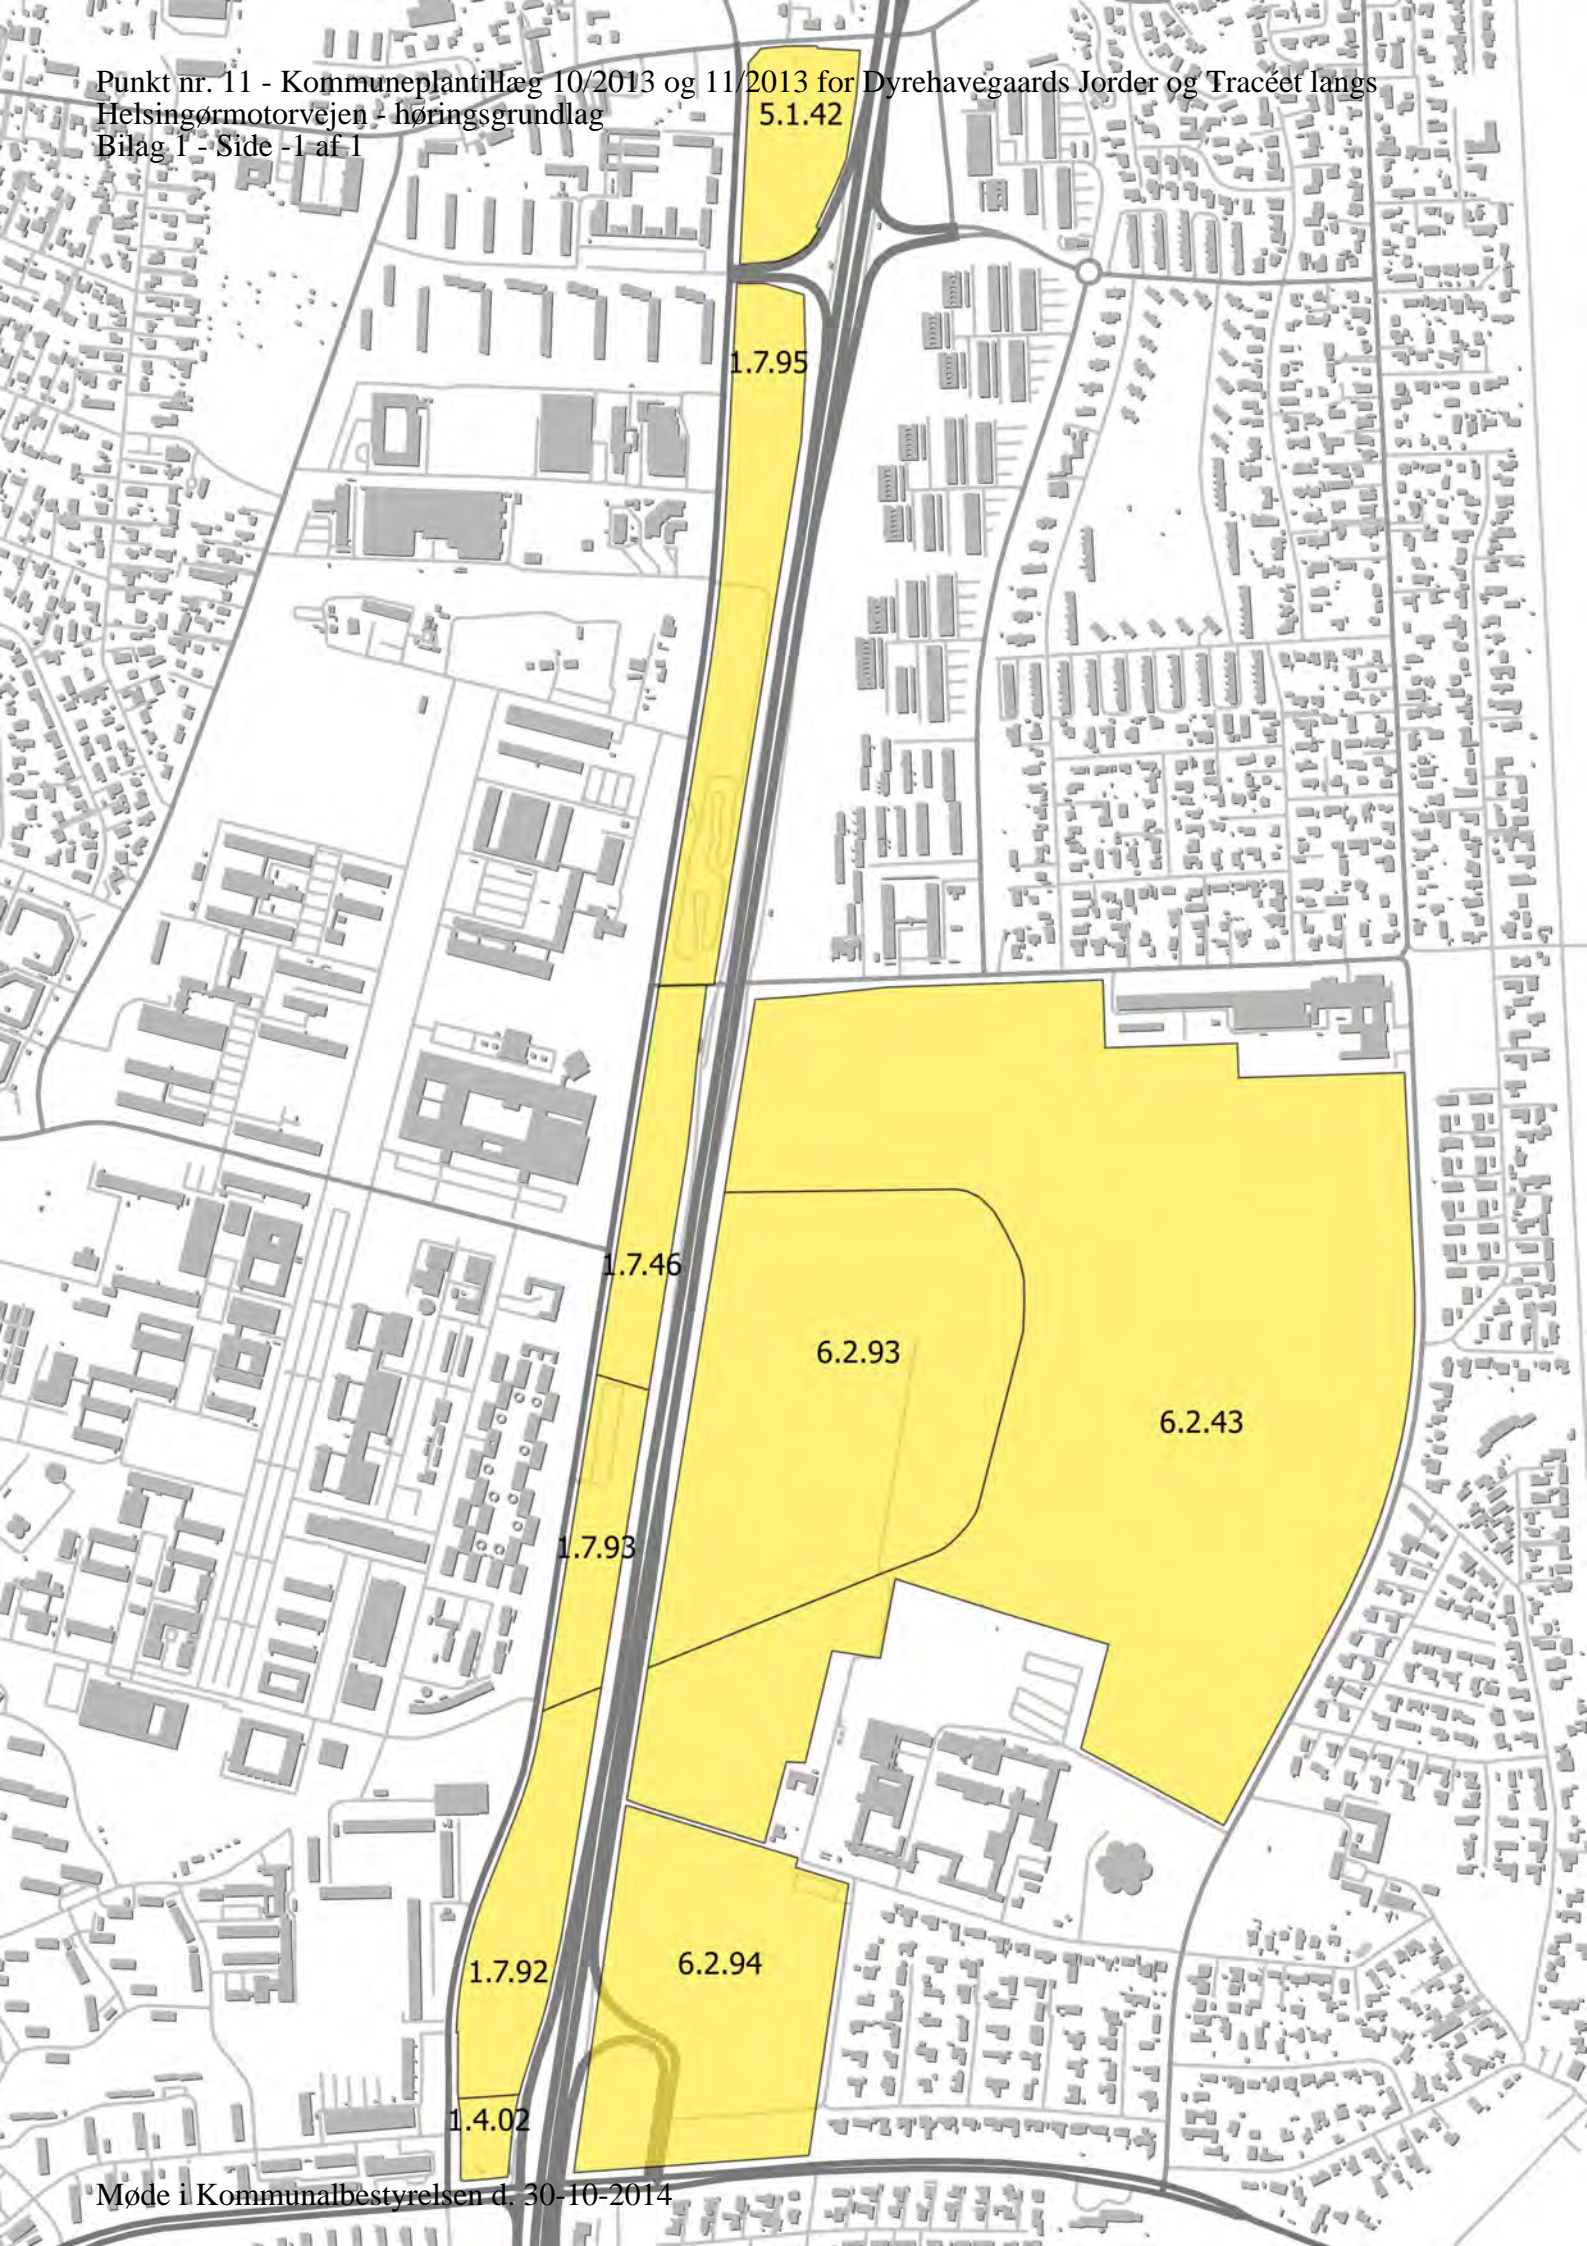 Punkt nr. 11 - Kommuneplantillæg 10/2013 og 11/2013 for Dyrehavegaards Jorder og Tracéet langs
Helsingørmotorvejen - høringsgrundlag
Bilag 1 - Side -1 af 1
5.1.42
1.7.95
1.7.46
6.2.93
6.2.43
1.7.93
1.7.92
6.2.94
1.4.02
Møde i Kommunalbestyrelsen d. 30-10-2014